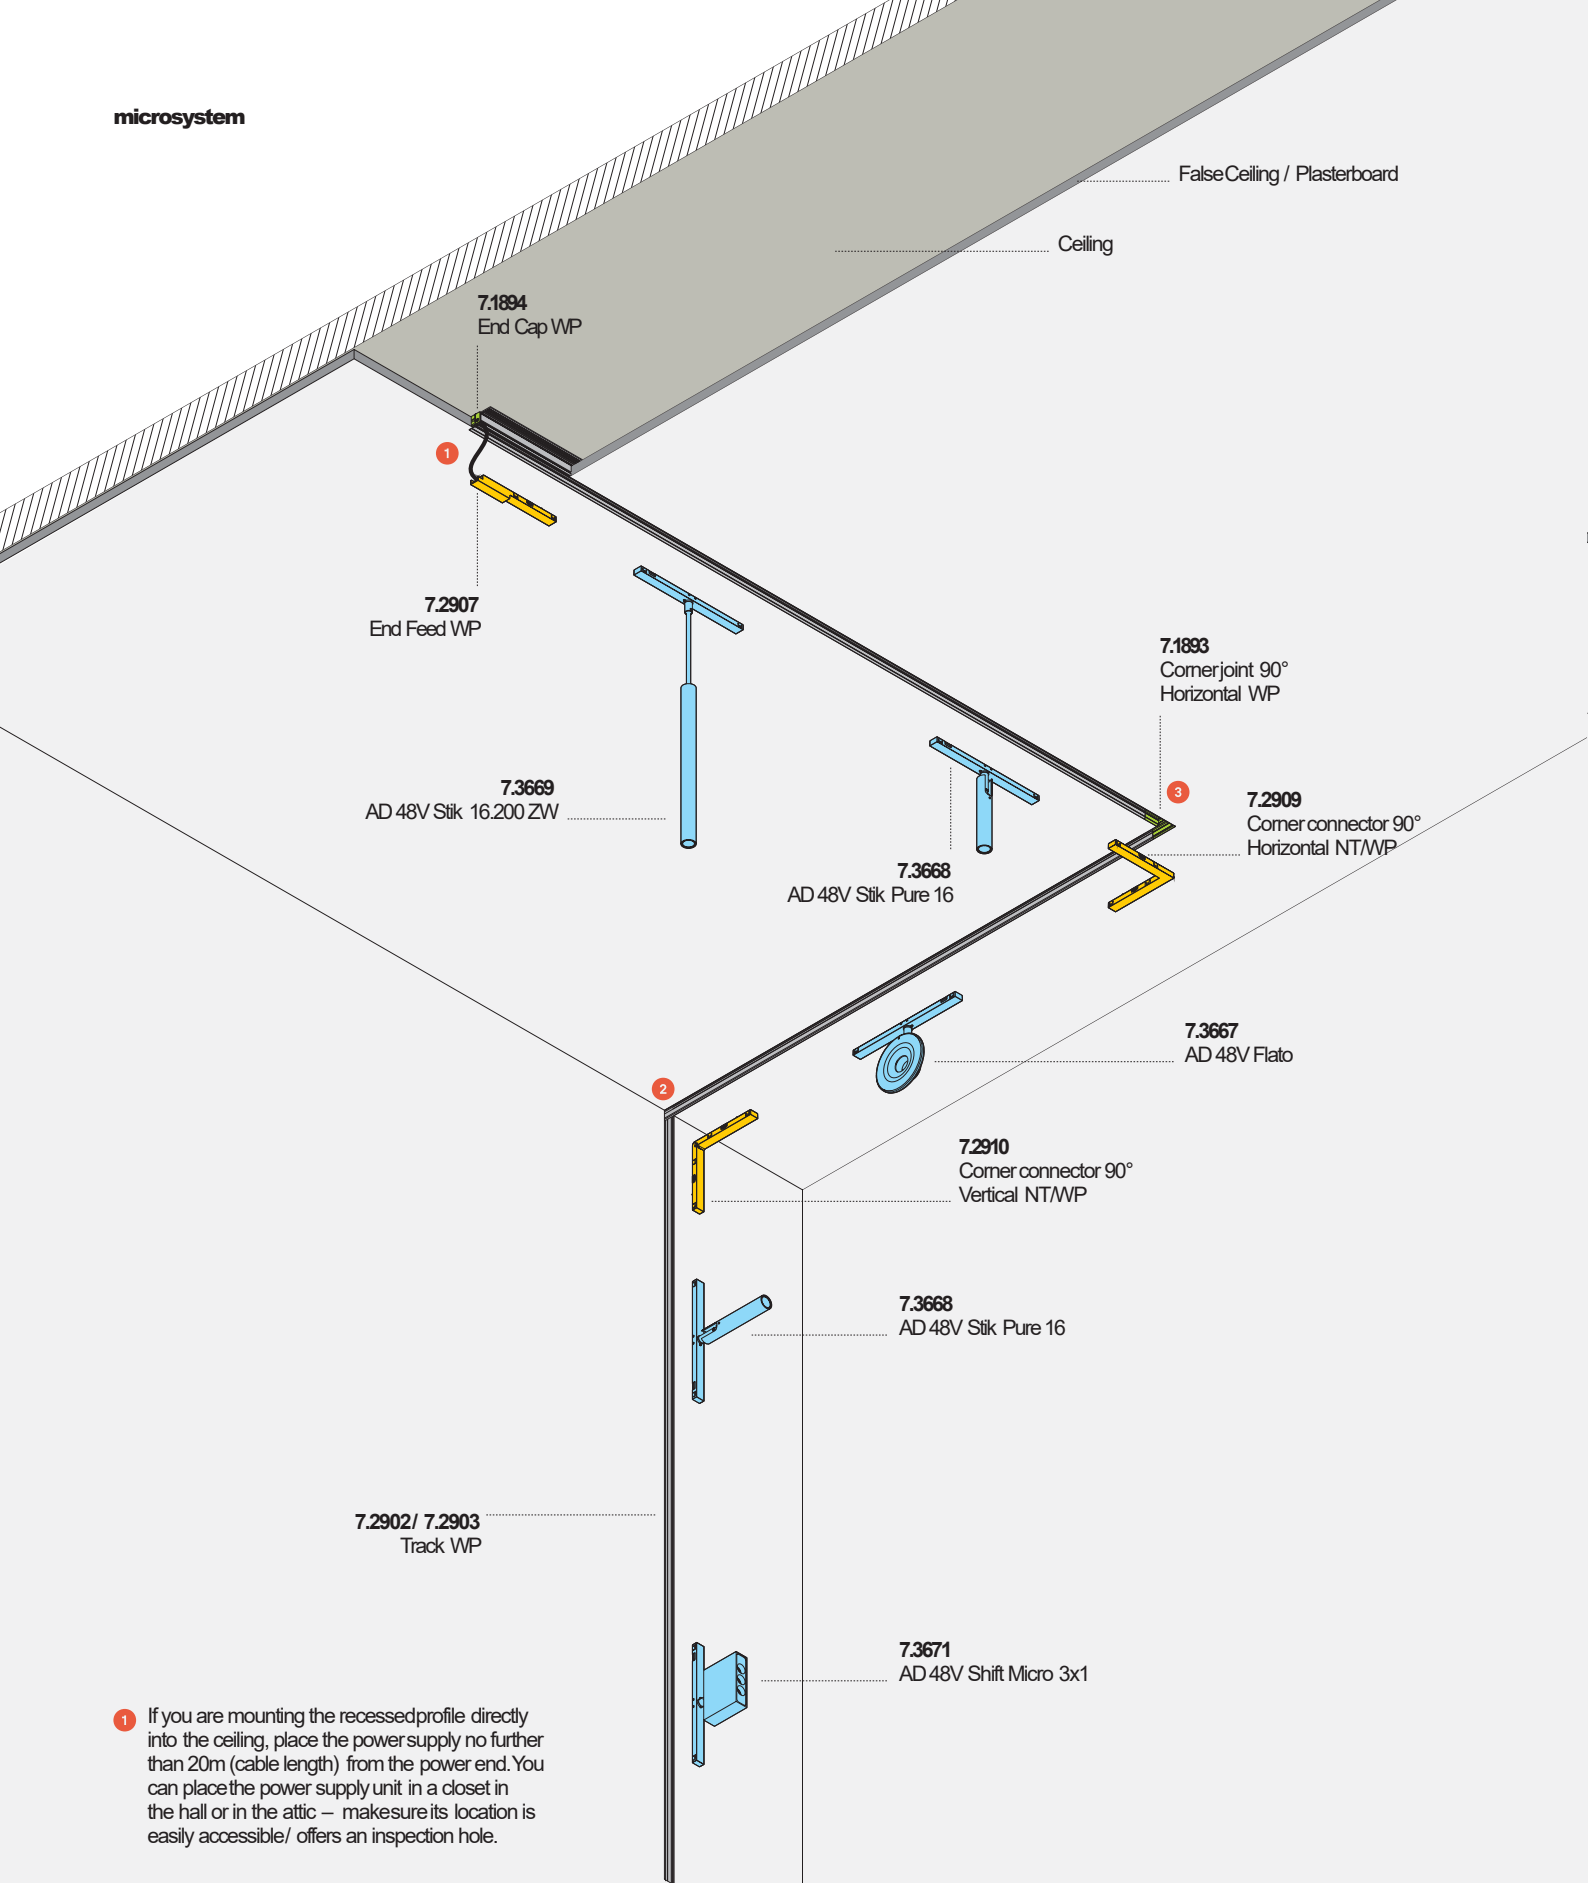 microsystem
False Ceiling / Plasterboard
Ceiling
7.1894
End Cap WP
1
7.2907
End Feed WP
7.1893
Corner joint 90°
Horizontal WP
7.3669
AD 48V Stik 16.200 ZW
3
7.2909
Corner connector 90°
Horizontal NT/WP
7.3668
AD 48V Stik Pure 16
7.3667
AD 48V Flato
2
7.2910
Corner connector 90°
Vertical NT/WP
7.3668
AD 48V Stik Pure 16
7.2902 / 7.2903
Track WP
7.3671
AD 48V Shift Micro 3x1
1
If you are mounting the recessed profile directly
into the ceiling, place the power supply no further
than 20m (cable length) from the power end. You
can place the power supply unit in a closet in
the hall or in the attic – make sure its location is
easily accessible / offers an inspection hole.